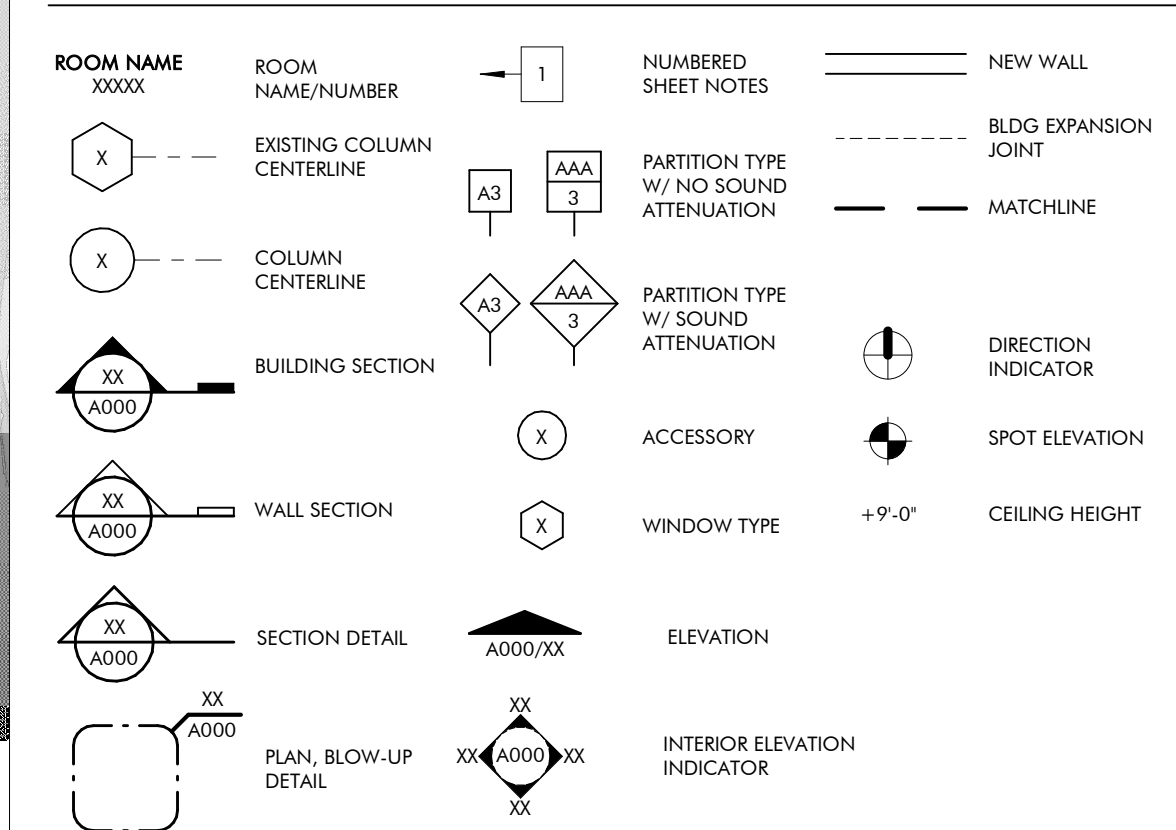 ROOM NAME
XXXXX
ROOM
NAME/NUMBER
X
EXISTING COLUMN
CENTERLINE
X
COLUMN
CENTERLINE
XX
A000
BUILDING SECTION
XX
A000
WALL SECTION
XX
A000
SECTION DETAIL
XX
A000
PLAN, BLOW-UP
DETAIL
1
NUMBERED
SHEET NOTES
A3
AAA
3
PARTITION TYPE
W/ NO SOUND
ATTENUATION
A3
AAA
3
PARTITION TYPE
W/ SOUND
ATTENUATION
X
ACCESSORY
X
WINDOW TYPE
A000/XX
ELEVATION
XX
XX A000 XX
XX
INTERIOR ELEVATION
INDICATOR
NEW WALL
BLDG EXPANSION
JOINT
MATCHLINE
DIRECTION
INDICATOR
SPOT ELEVATION
+9'-0"
CEILING HEIGHT